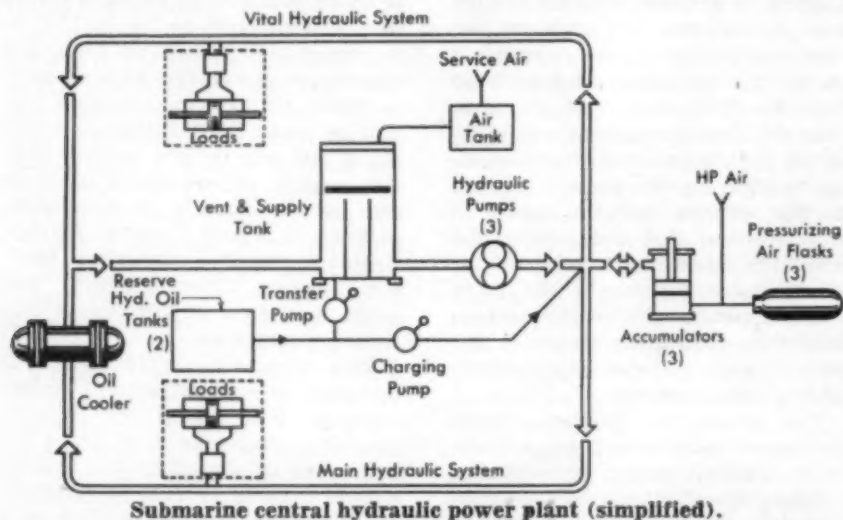 Vital Hydraulic System
Service Air
Air
Tank
Loads
Hydraulic
Pumps
(3)
HP Air
Vent & Supply
Tank
Pressurizing
Air Flasks
(3)
Reserve
Hyd. Oil
Tanks
(2)
Transfer
Pump
Accumulators
(3)
Oil
Cooler
Charging
Pump
Loads
Main Hydraulic System
Submarine central hydraulic power plant (simplified).